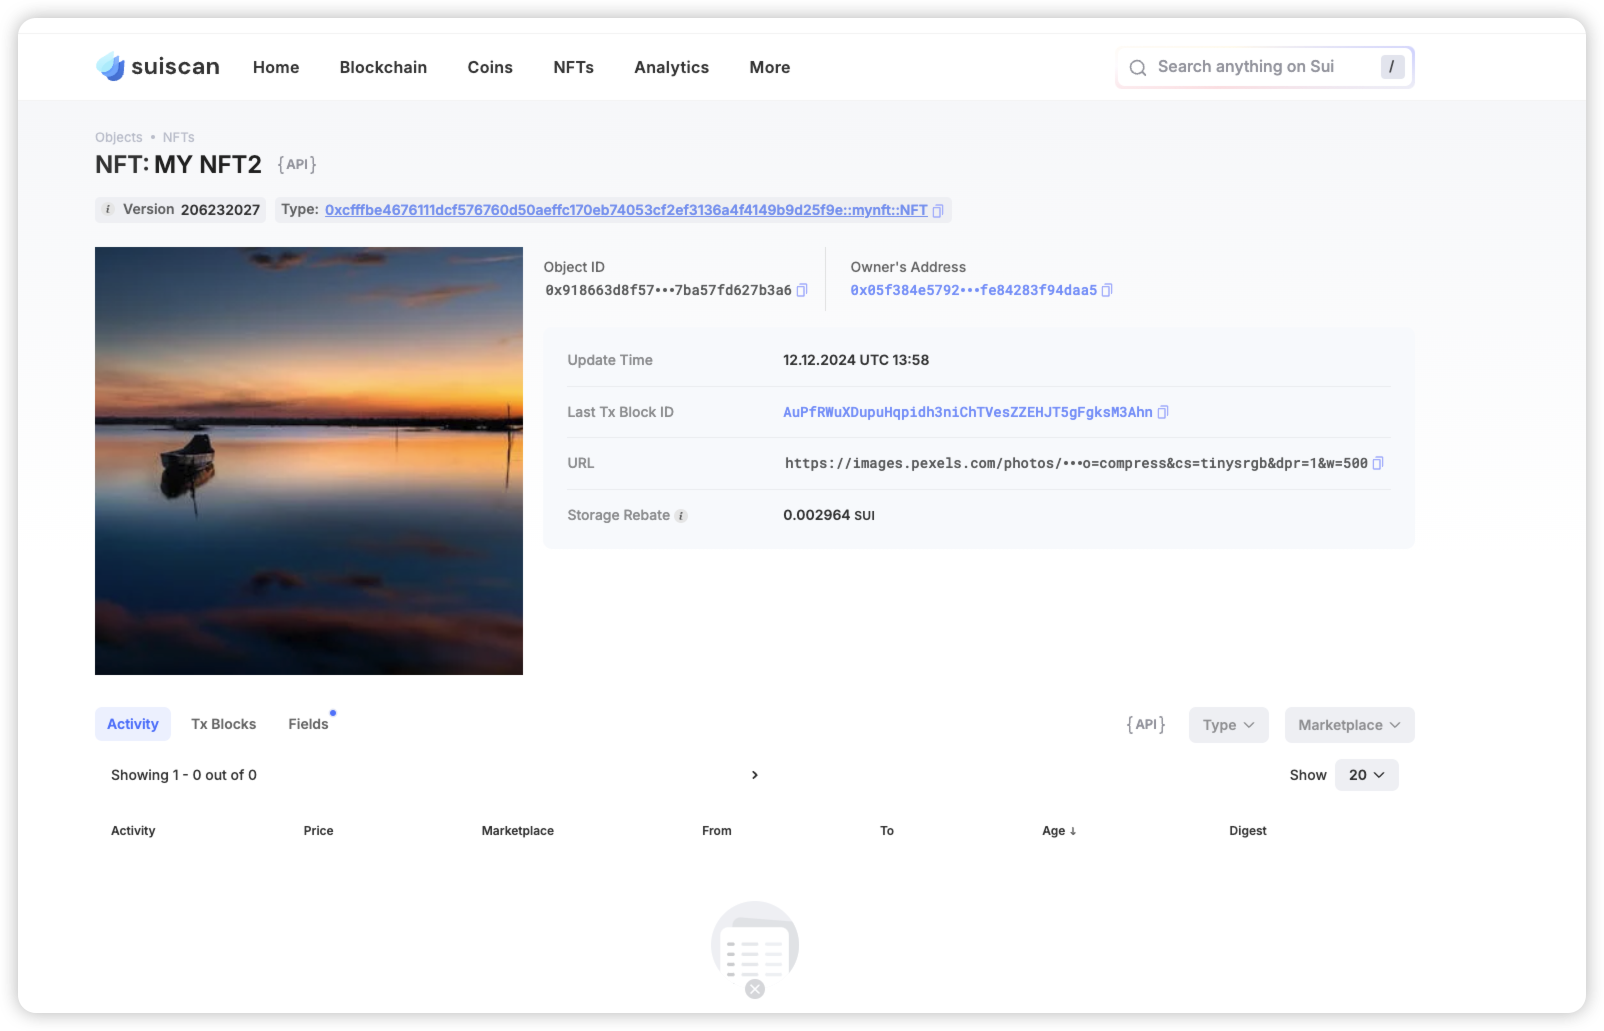 suiscan Home Blockchain Coins NFTs Analytics More Search anything on Sui /
Objects • NFTs
NFT: MY NFT2 {API}
i Version 206232027 Type: 0xcfffbe4676111dcf576760d50aeffc170eb74053cf2ef3136a4f4149b9d25f9e::mynft::NFT
Object ID
0x918663d8f57•••7ba57fd627b3a6
Owner's Address
0x05f384e5792•••fe84283f94daa5
Update Time 12.12.2024 UTC 13:58
Last Tx Block ID AuPfRWuXDupuHqpidh3niChTVesZZEHJT5gFgksM3Ahn
URL https://images.pexels.com/photos/•••o=compress&cs=tinysrgb&dpr=1&w=500
Storage Rebate i 0.002964 SUI
Activity Tx Blocks Fields {API} Type Marketplace
Showing 1 - 0 out of 0 Show 20
Activity Price Marketplace From To Age ↓ Digest